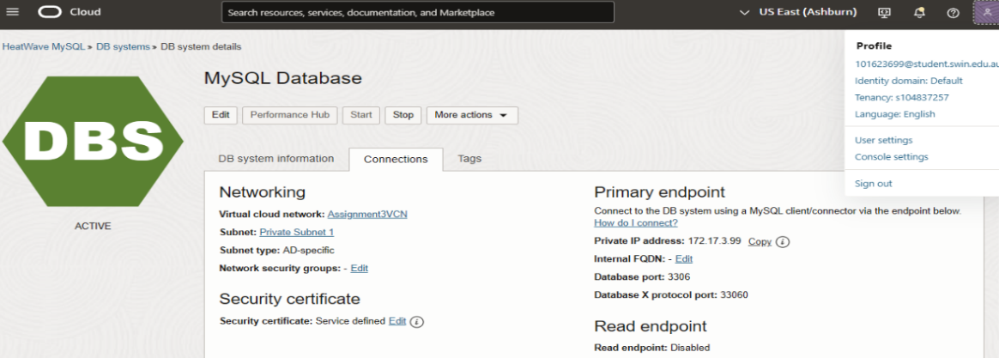 Cloud
Search resources, services, documentation, and Marketplace
US East (Ashburn)
HeatWave MySQL » DB systems » DB system details
Profile
101623699@student.swin.edu.au
Identity domain: Default
Tenancy: s104837257
Language: English
User settings
Console settings
Sign out
DBS
ACTIVE
MySQL Database
Edit Performance Hub Start Stop More actions
DB system information Connections Tags
Networking
Virtual cloud network: Assignment3VCN
Subnet: Private Subnet 1
Subnet type: AD-specific
Network security groups: - Edit
Security certificate
Security certificate: Service defined Edit
Primary endpoint
Connect to the DB system using a MySQL client/connector via the endpoint below.
How do I connect?
Private IP address: 172.17.3.99 Copy
Internal FQDN: - Edit
Database port: 3306
Database X protocol port: 33060
Read endpoint
Read endpoint: Disabled